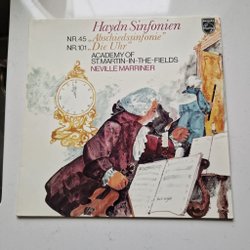 Haydn Sinfonien
NR. 45 „Abschiedssinfonie"
NR. 101 „Die Uhr"
ACADEMY OF
ST. MARTIN-IN-THE-FIELDS
NEVILLE MARRINER
PHILIPS